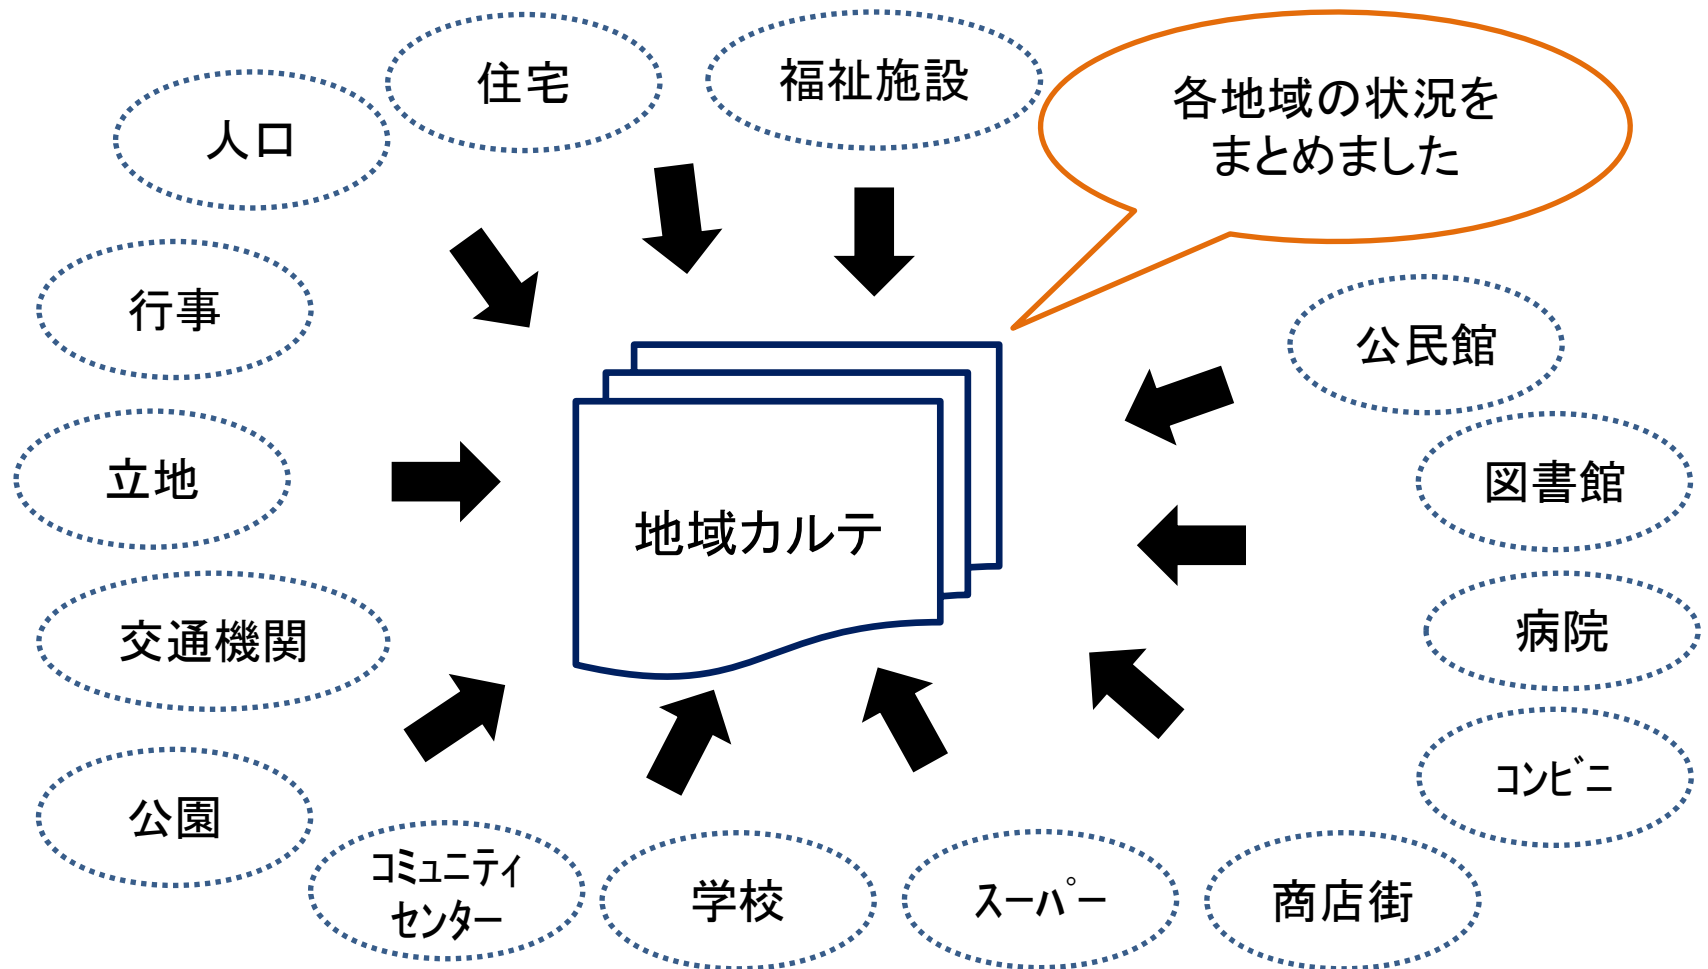 住宅
福祉施設
各地域の状況を
まとめました
人口
行事
公民館
立地
図書館
地域カルテ
交通機関
病院
コンビニ
公園
コミュニティ
センター
学校
スーパー
商店街